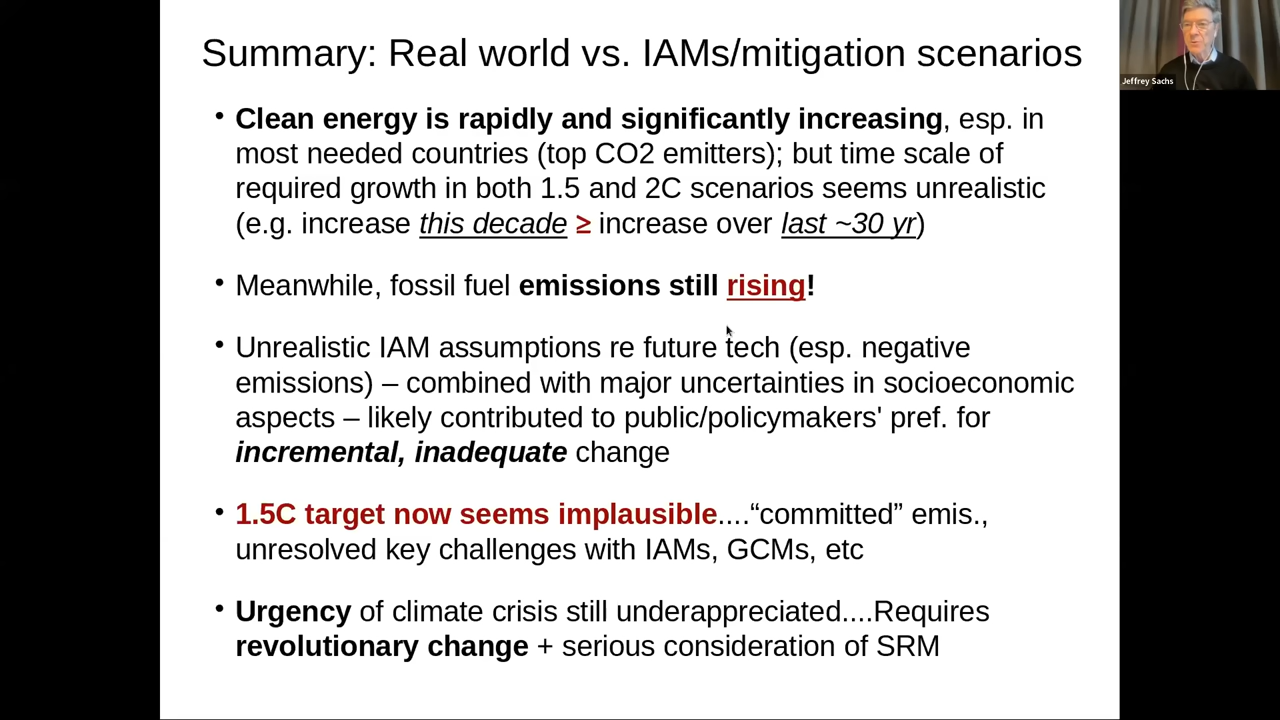 Summary: Real world vs. IAMs/mitigation scenarios
Jeffrey Sachs
• Clean energy is rapidly and significantly increasing, esp. in
most needed countries (top CO2 emitters); but time scale of
required growth in both 1.5 and 2C scenarios seems unrealistic
(e.g. increase this decade ≥ increase over last ~30 yr)
• Meanwhile, fossil fuel emissions still rising!
• Unrealistic IAM assumptions re future tech (esp. negative
emissions) – combined with major uncertainties in socioeconomic
aspects – likely contributed to public/policymakers' pref. for
incremental, inadequate change
• 1.5C target now seems implausible....“committed” emis.,
unresolved key challenges with IAMs, GCMs, etc
• Urgency of climate crisis still underappreciated....Requires
revolutionary change + serious consideration of SRM